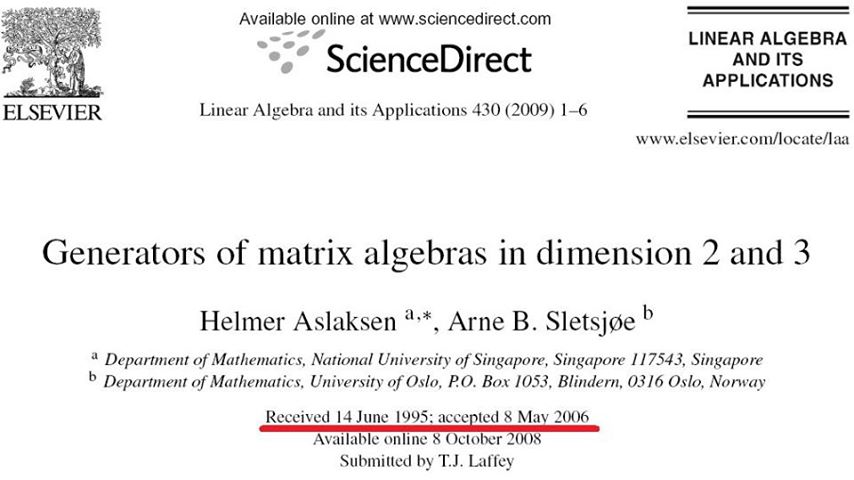 Available online at www.sciencedirect.com
ScienceDirect
ELSEVIER
Linear Algebra and its Applications 430 (2009) 1–6
LINEAR ALGEBRA
AND ITS
APPLICATIONS
www.elsevier.com/locate/laa
Generators of matrix algebras in dimension 2 and 3
Helmer Aslaksen a,*, Arne B. Sletsjøe b
a Department of Mathematics, National University of Singapore, Singapore 117543, Singapore
b Department of Mathematics, University of Oslo, P.O. Box 1053, Blindern, 0316 Oslo, Norway
Received 14 June 1995; accepted 8 May 2006
Available online 8 October 2008
Submitted by T.J. Laffey